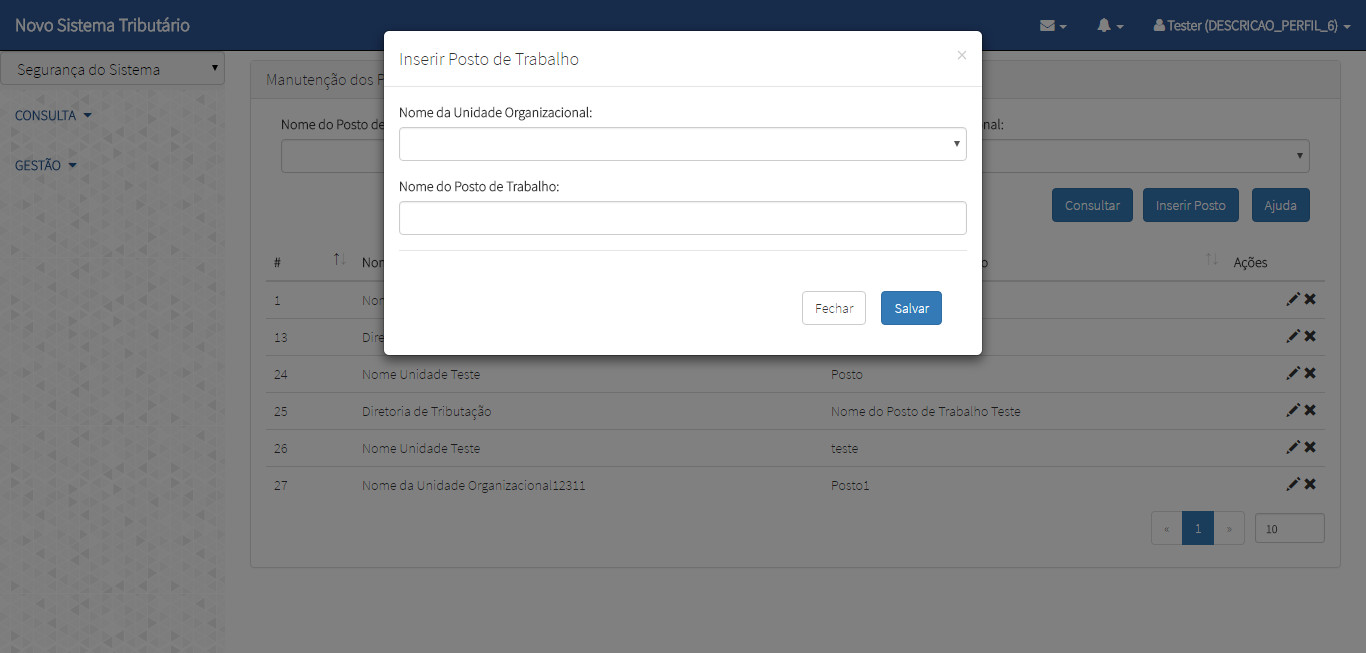 Novo Sistema Tributário
Tester (DESCRICAO_PERFIL_6)
Segurança do Sistema
CONSULTA
GESTÃO
Manutenção dos
Nome do Posto de
nal:
Consultar
Inserir Posto
Ajuda
Inserir Posto de Trabalho
×
Nome da Unidade Organizacional:
Nome do Posto de Trabalho:
Fechar
Salvar
# Nor o Ações
1 Nor
13 Dire
24 Nome Unidade Teste Posto
25 Diretoria de Tributação Nome do Posto de Trabalho Teste
26 Nome Unidade Teste teste
27 Nome da Unidade Organizacional12311 Posto1
« 1 » 10